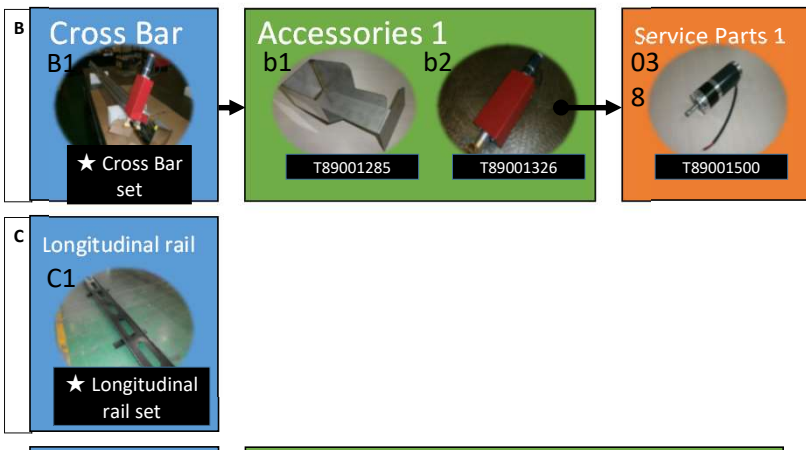 B
Cross Bar
B1
★ Cross Bar
set
Accessories 1
b1
b2
T89001285
T89001326
Service Parts 1
03
8
T89001500
C
Longitudinal rail
C1
★ Longitudinal
rail set